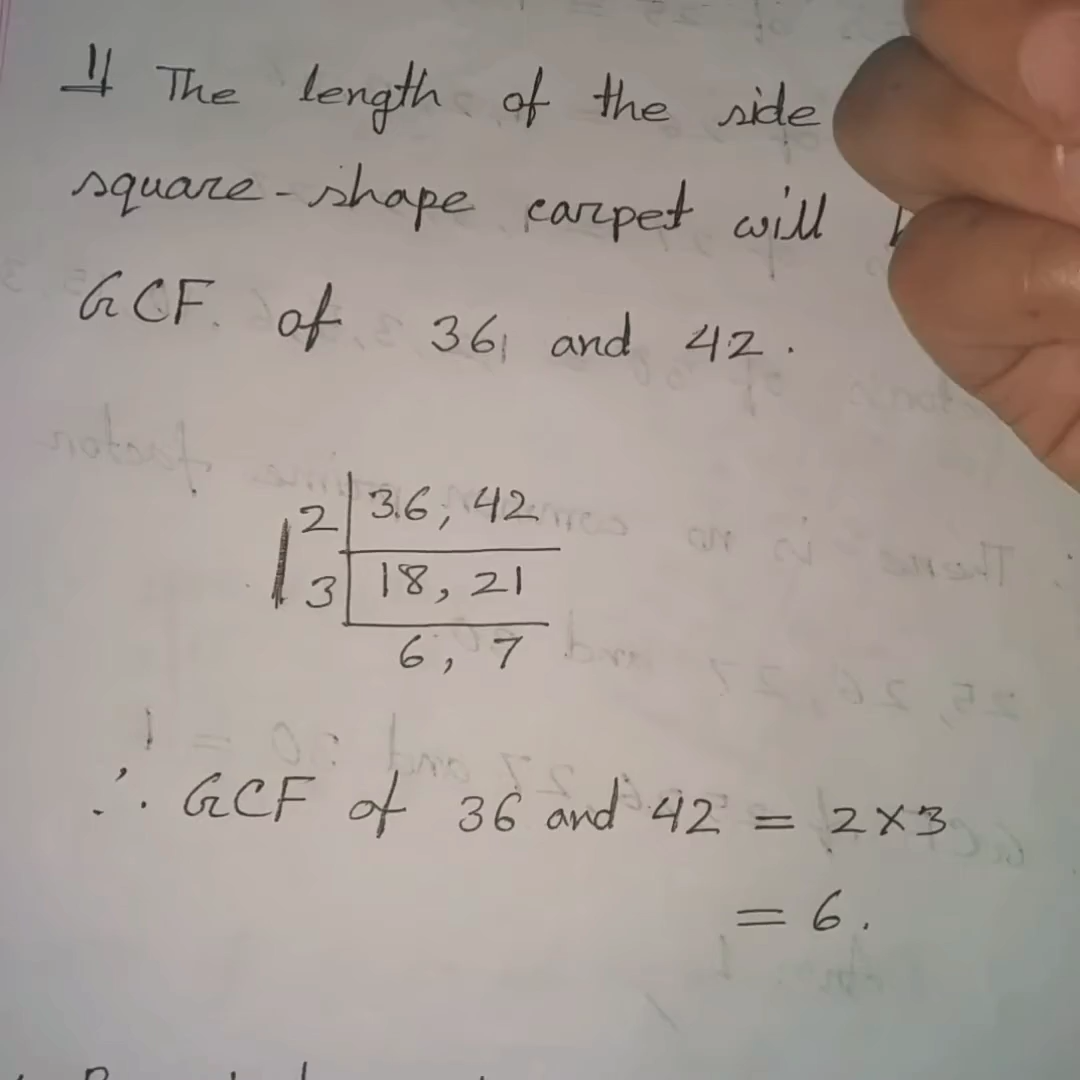 1) The length of the side
square-shape carpet will
GCF. of 36, and 42.
2 | 36, 42
3 | 18, 21
6, 7
∴ GCF of 36 and 42 = 2×3
= 6.